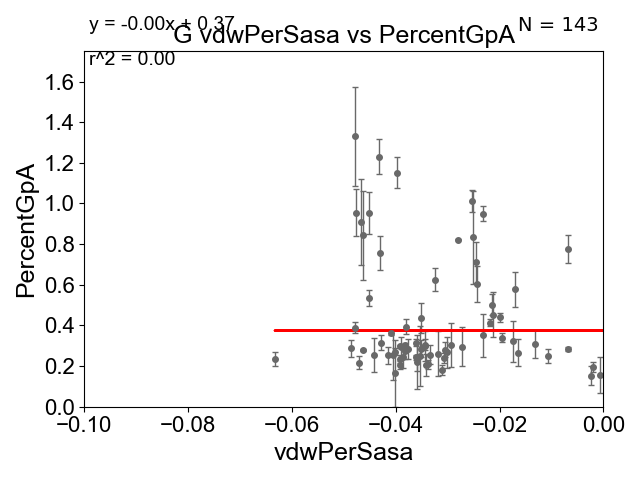 y = -0.00x + 0.37
G vdwPerSasa vs PercentGpA
N = 143
r^2 = 0.00
PercentGpA
1.6
1.4
1.2
1.0
0.8
0.6
0.4
0.2
0.0
−0.10
−0.08
−0.06
−0.04
−0.02
0.00
vdwPerSasa